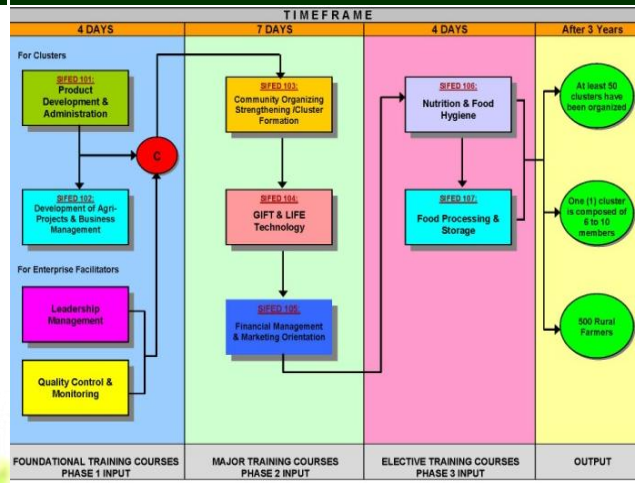 TIMEFRAME
4 DAYS
7 DAYS
4 DAYS
After 3 Years
For Clusters
SIFED 101:
Product
Development &
Administration
C
SIFED 102:
Development of Agri-
Projects & Business
Management
For Enterprise Facilitators
Leadership
Management
Quality Control &
Monitoring
SIFED 103:
Community Organizing
Strengthening /Cluster
Formation
SIFED 104:
GIFT & LIFE
Technology
SIFED 105:
Financial Management
& Marketing Orientation
SIFED 106:
Nutrition & Food
Hygiene
SIFED 107:
Food Processing &
Storage
At least 50
clusters have
been organized
One (1) cluster
is composed of
6 to 10
members
500 Rural
Farmers
FOUNDATIONAL TRAINING COURSES
PHASE 1 INPUT
MAJOR TRAINING COURSES
PHASE 2 INPUT
ELECTIVE TRAINING COURSES
PHASE 3 INPUT
OUTPUT